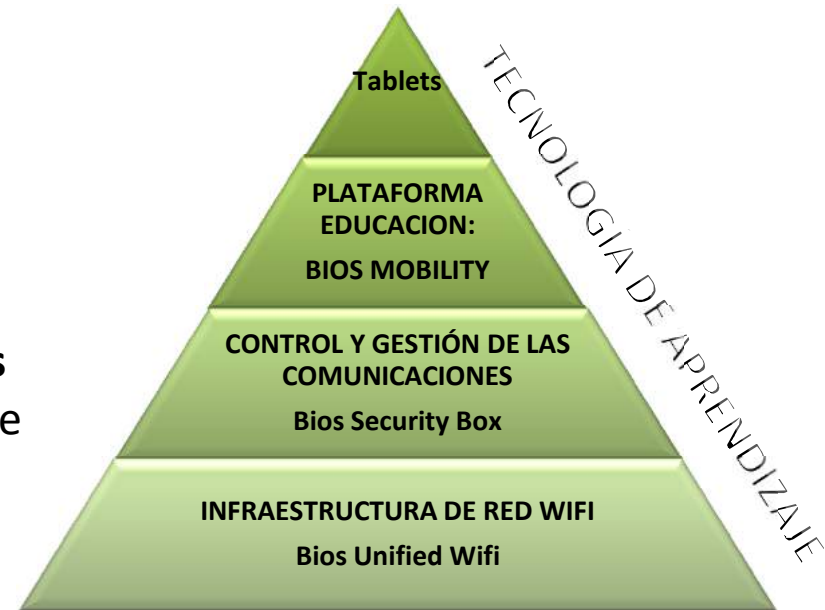 Tablets
PLATAFORMA
EDUCACION:
BIOS MOBILITY
CONTROL Y GESTIÓN DE LAS
COMUNICACIONES
Bios Security Box
INFRAESTRUCTURA DE RED WIFI
Bios Unified Wifi
TECNOLOGÍA DE APRENDIZAJE
s
e